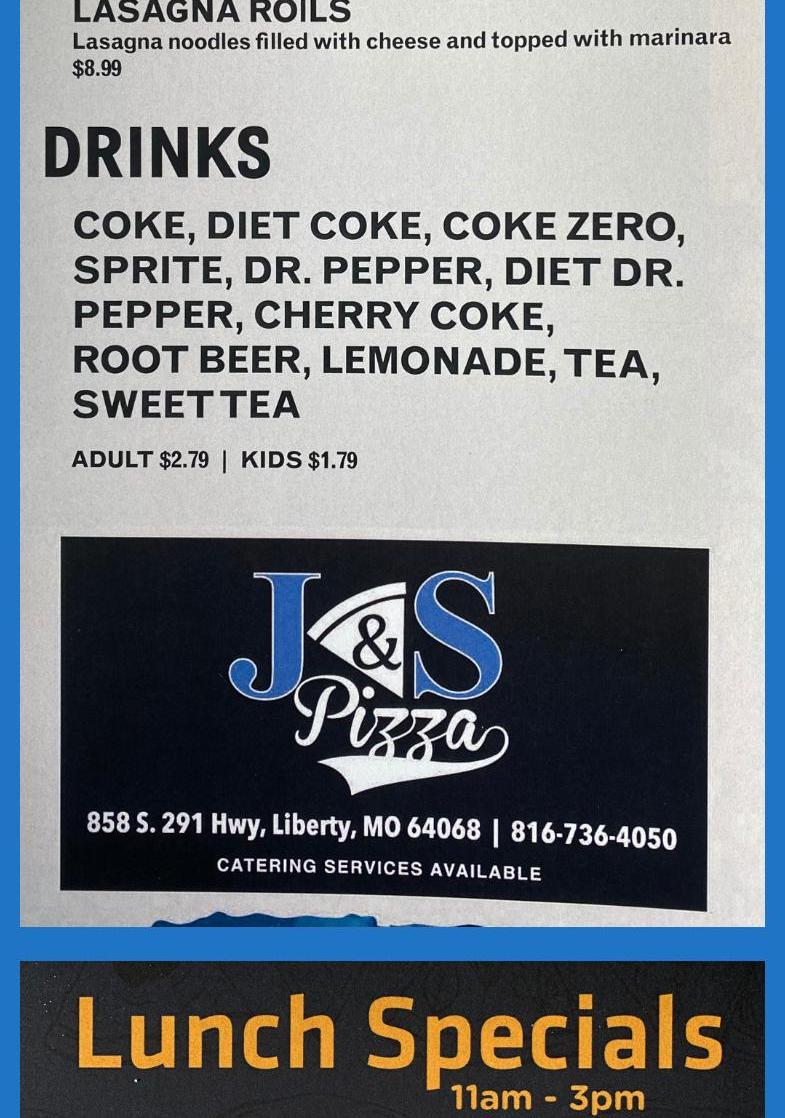 LASAGNA ROILS
Lasagna noodles filled with cheese and topped with marinara
$8.99
DRINKS
COKE, DIET COKE, COKE ZERO,
SPRITE, DR. PEPPER, DIET DR.
PEPPER, CHERRY COKE,
ROOT BEER, LEMONADE, TEA,
SWEET TEA
ADULT $2.79 | KIDS $1.79
J&S
Pizza
858 S. 291 Hwy, Liberty, MO 64068 | 816-736-4050
CATERING SERVICES AVAILABLE
Lunch Specials
11am - 3pm